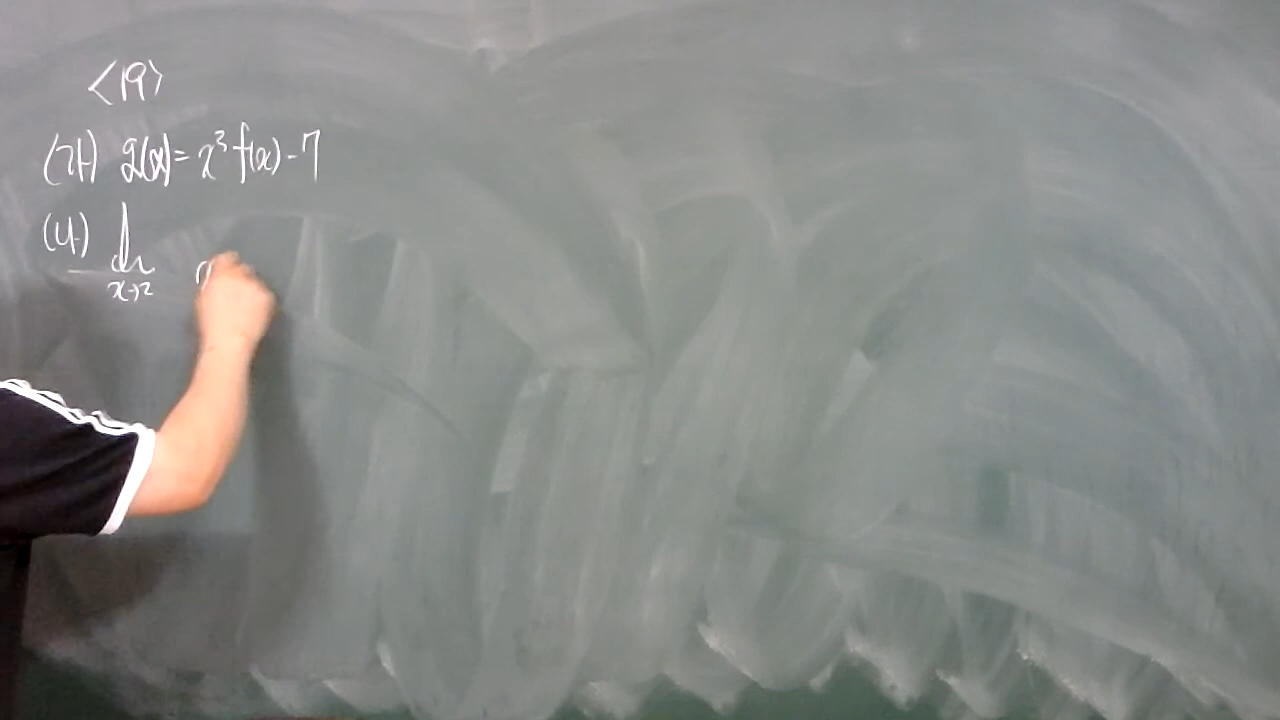 <19>
(가) g(x) = x³f(x) - 7
(나) lim x→2